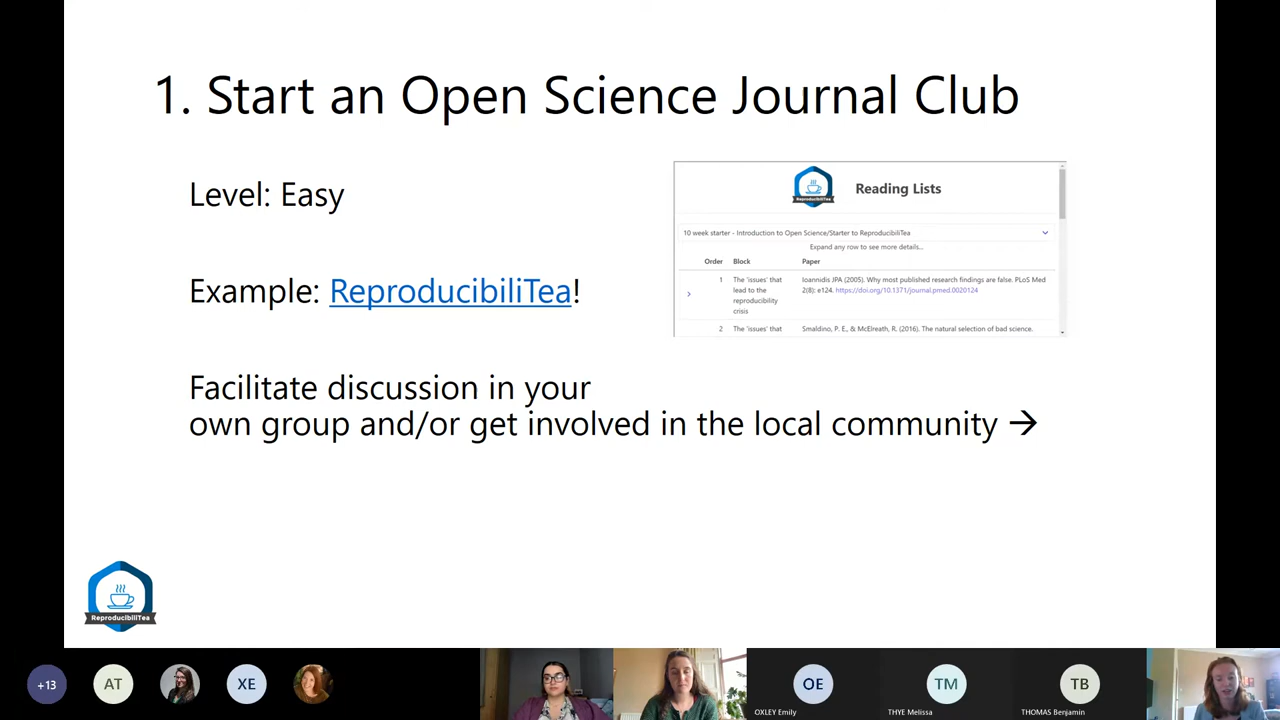 1. Start an Open Science Journal Club
Level: Easy
Example: ReproducibiliTea!
Facilitate discussion in your
own group and/or get involved in the local community →
ReproducibiliTea
Reading Lists
10 week starter - Introduction to Open Science/Starter to ReproducibiliTea
Expand any row to see more details...
Order Block Paper
1 The 'issues' that Ioannidis JPA (2005). Why most published research findings are false. PLoS Med
lead to the 2(8): e124. https://doi.org/10.1371/journal.pmed.0020124
reproducibility
crisis
2 The 'issues' that Smaldino, P. E., & McElreath, R. (2016). The natural selection of bad science.
ReproducibiliTea
+13 AT XE OE TM TB
OXLEY Emily THYE Melissa THOMAS Benjamin